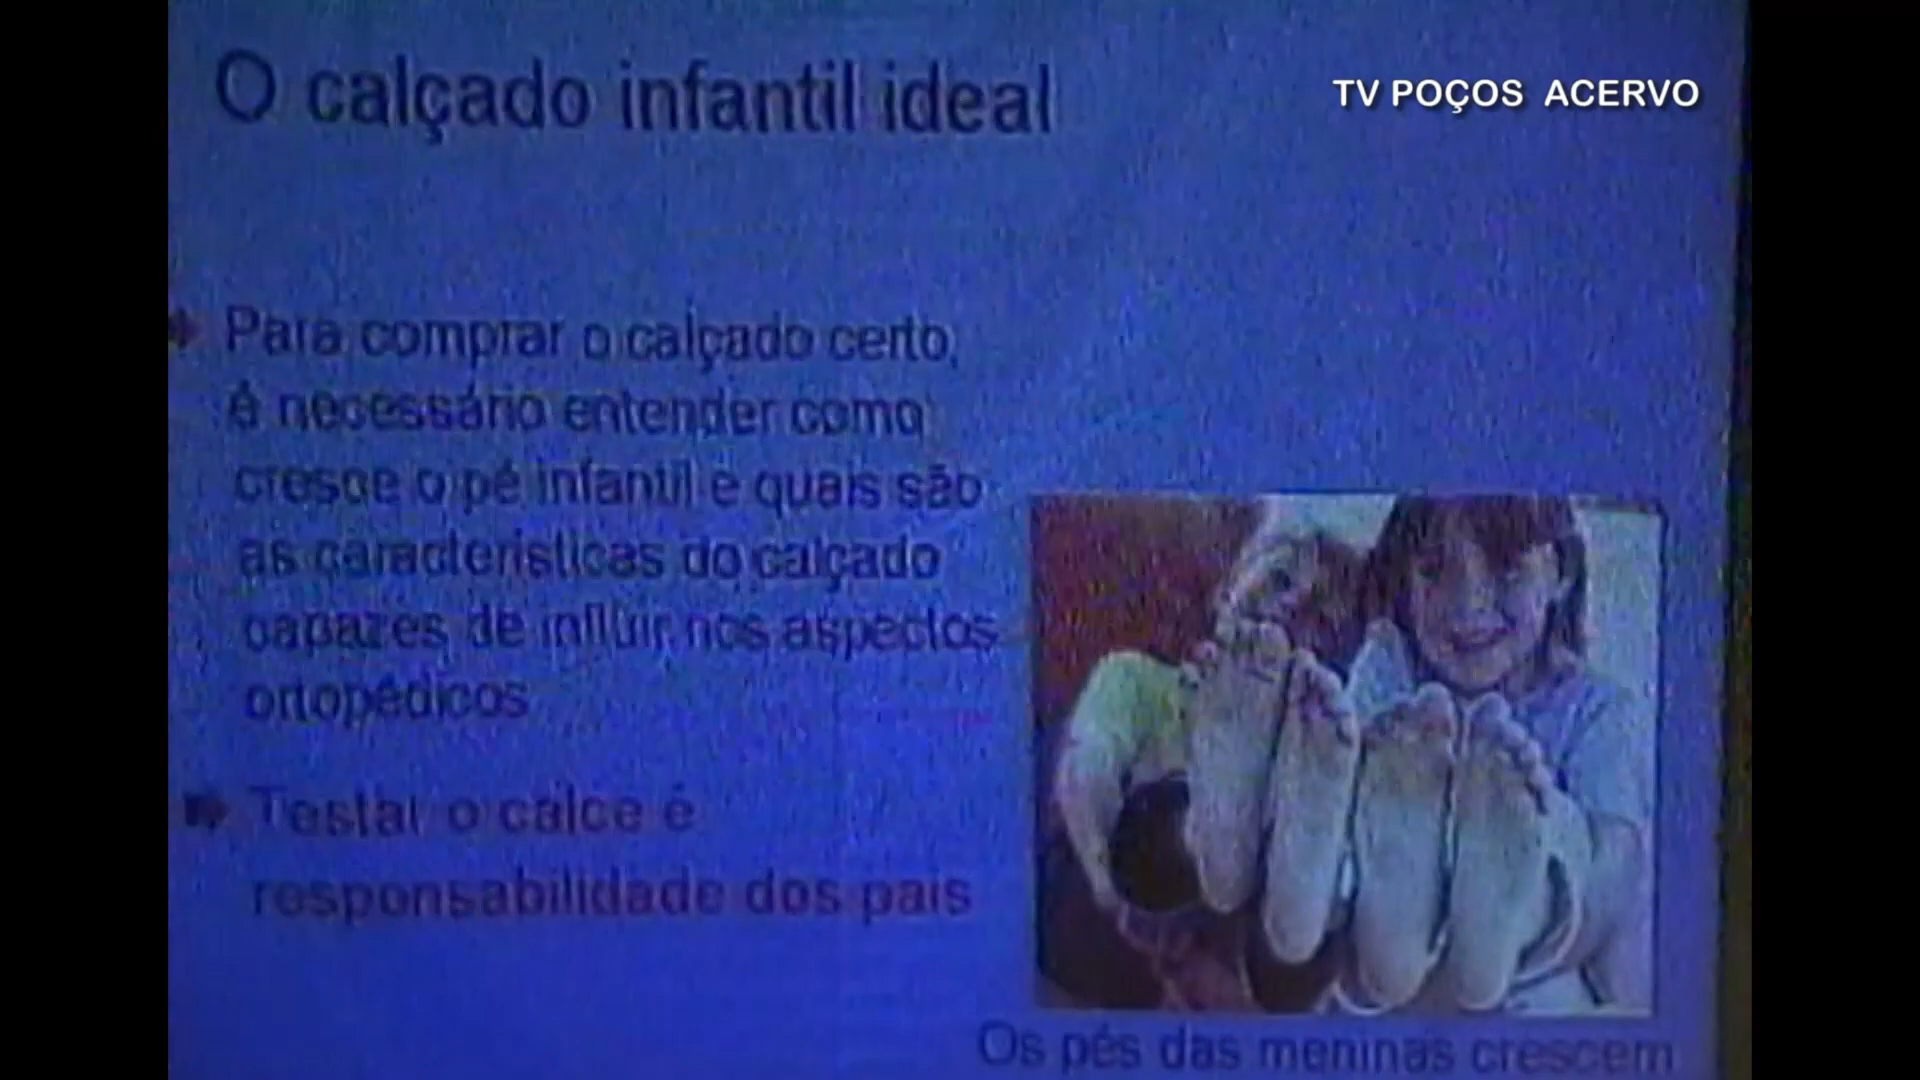 O calçado infantil ideal
TV POÇOS ACERVO
Para comprar o calçado certo,
é necessário entender como
cresce o pé infantil e quais são
as características do calçado
capazes de influir nos aspectos
ortopédicos
Testar o calce é
responsabilidade dos pais
Os pés das meninas crescem